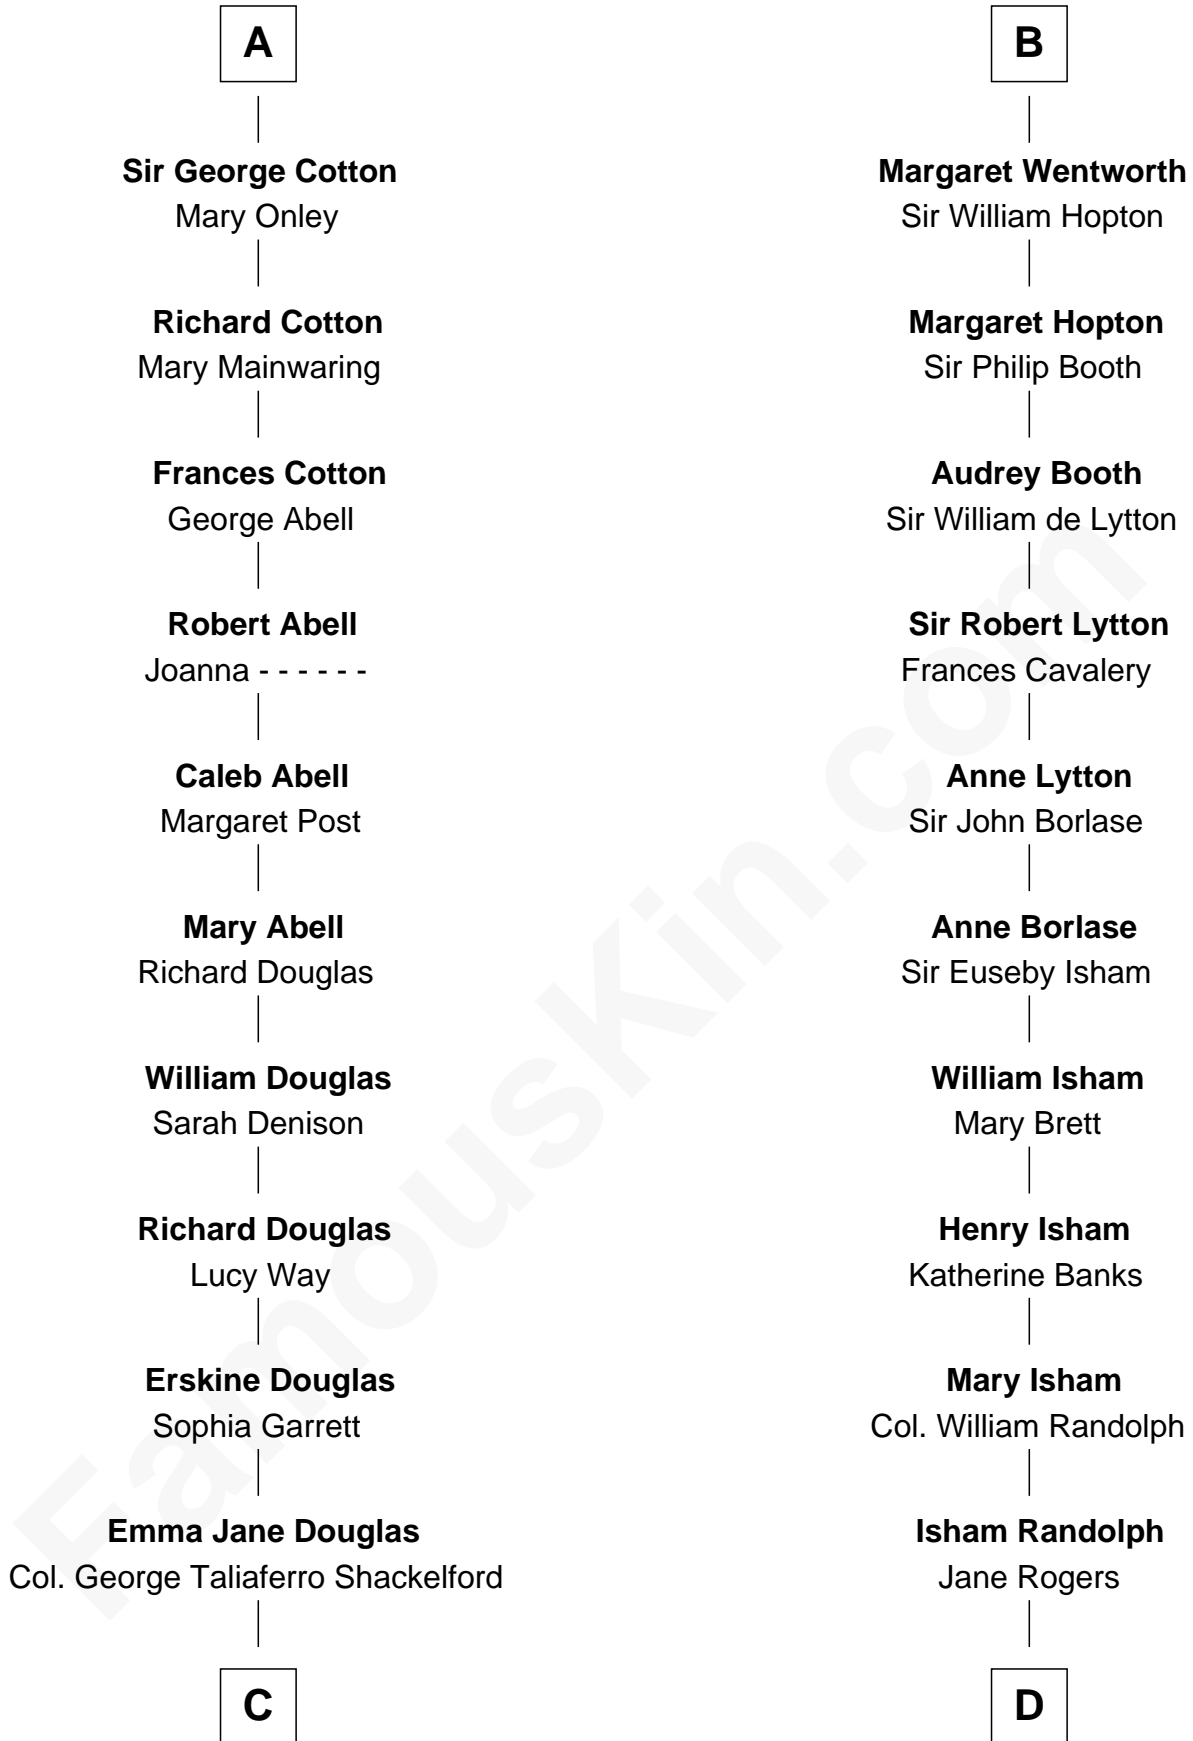 A
Sir George Cotton
Mary Onley
Richard Cotton
Mary Mainwaring
Frances Cotton
George Abell
Robert Abell
Joanna - - - - - -
Caleb Abell
Margaret Post
Mary Abell
Richard Douglas
William Douglas
Sarah Denison
Richard Douglas
Lucy Way
Erskine Douglas
Sophia Garrett
Emma Jane Douglas
Col. George Taliaferro Shackelford
C
B
Margaret Wentworth
Sir William Hopton
Margaret Hopton
Sir Philip Booth
Audrey Booth
Sir William de Lytton
Sir Robert Lytton
Frances Cavalery
Anne Lytton
Sir John Borlase
Anne Borlase
Sir Euseby Isham
William Isham
Mary Brett
Henry Isham
Katherine Banks
Mary Isham
Col. William Randolph
Isham Randolph
Jane Rogers
D
FamousKin.com